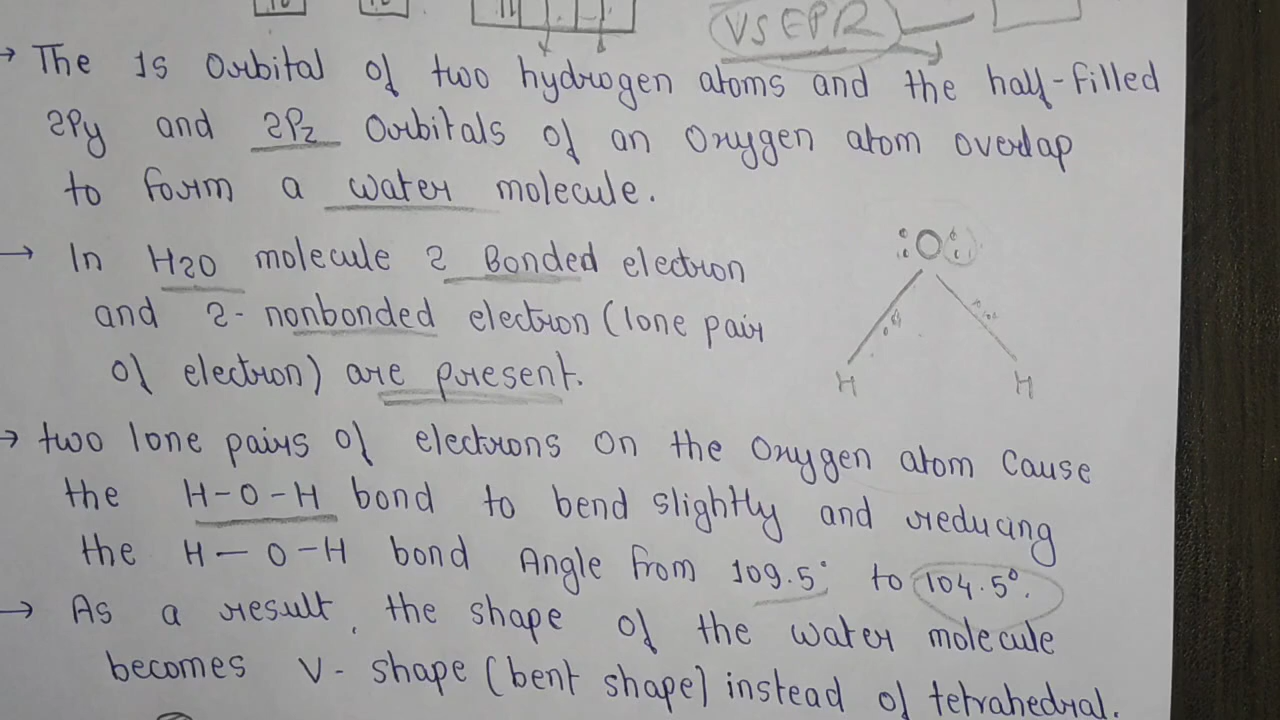 VSEPR
→ The 1s Orbital of two hydrogen atoms and the half-filled
2Py and 2Pz Orbitals of an Oxygen atom overlap
to form a water molecule.
→ In H2O molecule 2 Bonded electron
and 2- nonbonded electron (lone pair
of electron) are present.
:O:
H H
→ two lone pairs of electrons on the Oxygen atom cause
the H-O-H bond to bend slightly and reducing
the H-O-H bond Angle from 109.5° to 104.5°.
→ As a result, the shape of the water molecule
becomes V- shape (bent shape) instead of tetrahedral.